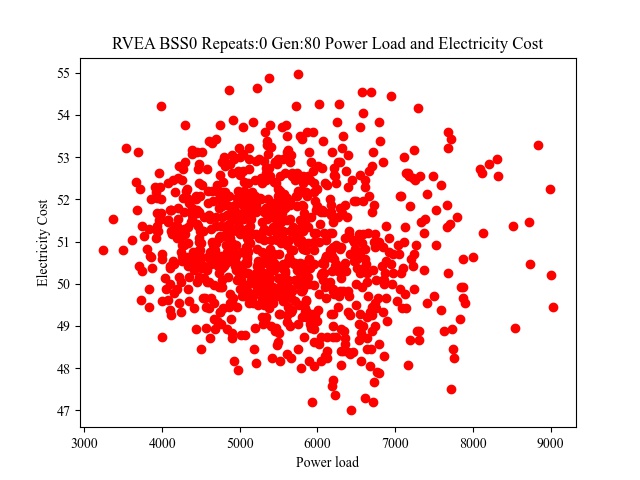 RVEA BSS0 Repeats:0 Gen:80 Power Load and Electricity Cost
55
54
53
52
51
50
49
48
47
Electricity Cost
3000 4000 5000 6000 7000 8000 9000
Power load